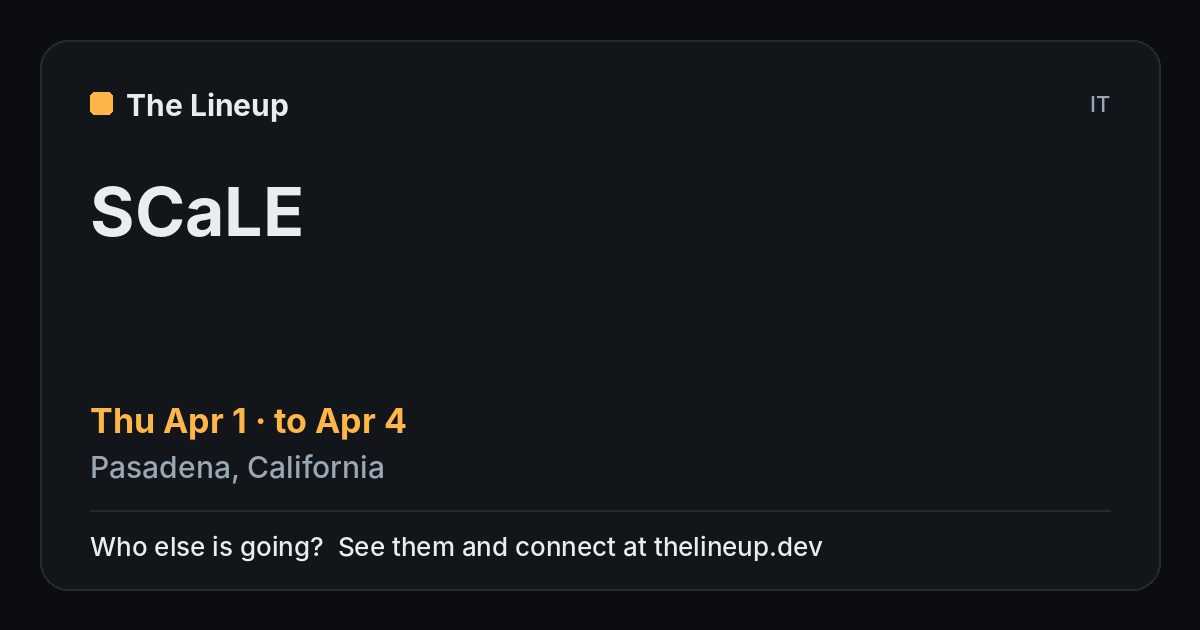 The Lineup
IT
SCaLE
Thu Apr 1 · to Apr 4
Pasadena, California
Who else is going? See them and connect at thelineup.dev